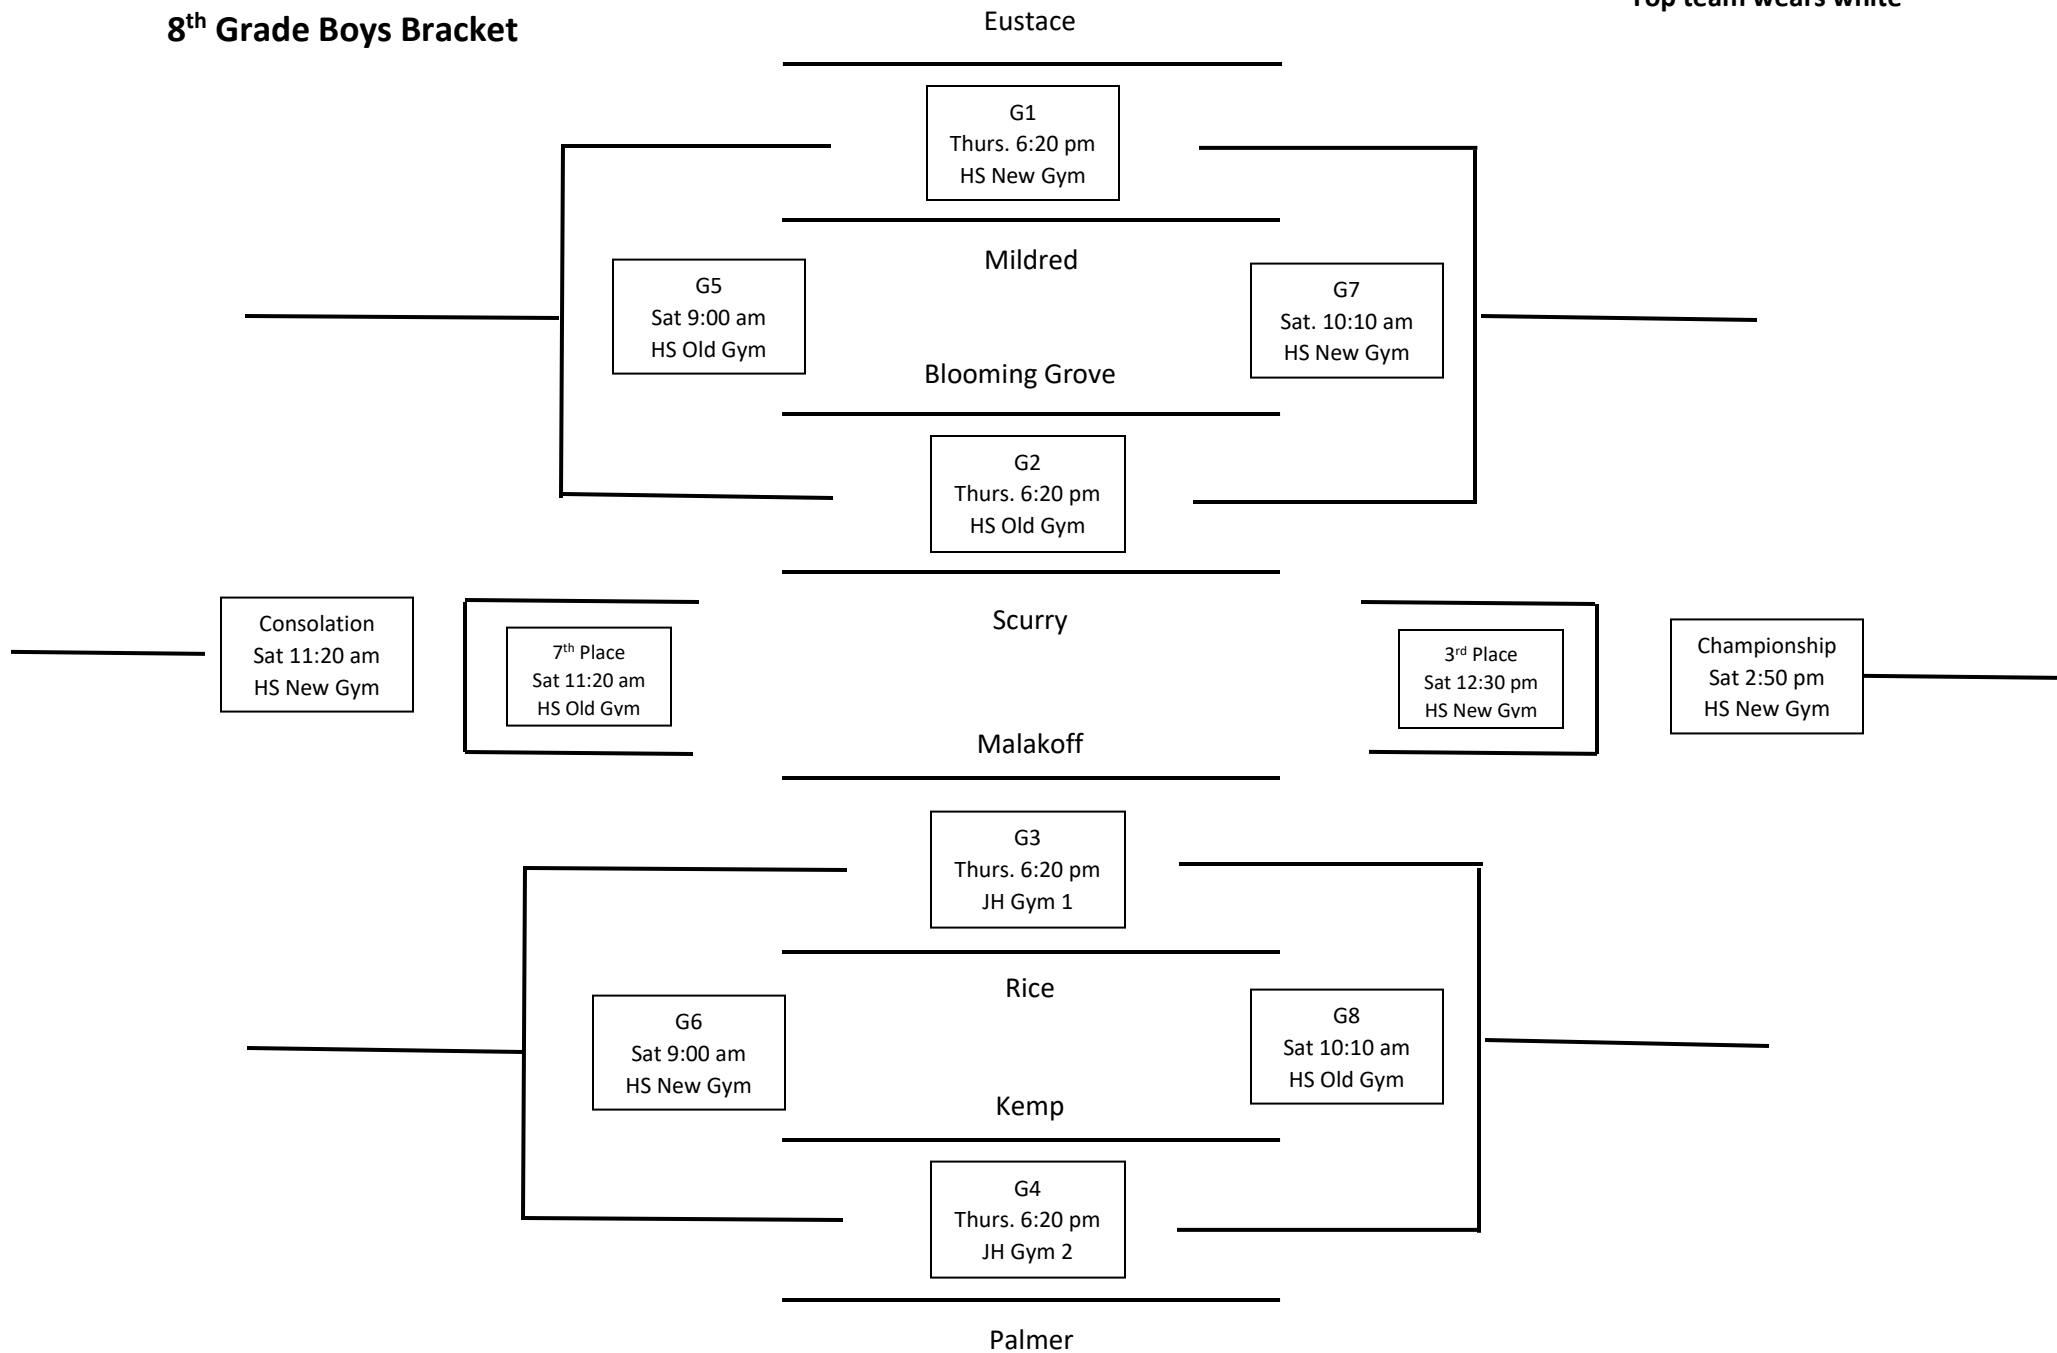 Top team wears white
8th Grade Boys Bracket
Eustace
G1
Thurs. 6:20 pm
HS New Gym
Mildred
G5
Sat 9:00 am
HS Old Gym
G7
Sat. 10:10 am
HS New Gym
Blooming Grove
G2
Thurs. 6:20 pm
HS Old Gym
Scurry
Consolation
Sat 11:20 am
HS New Gym
7th Place
Sat 11:20 am
HS Old Gym
3rd Place
Sat 12:30 pm
HS New Gym
Championship
Sat 2:50 pm
HS New Gym
Malakoff
G3
Thurs. 6:20 pm
JH Gym 1
Rice
G6
Sat 9:00 am
HS New Gym
G8
Sat 10:10 am
HS Old Gym
Kemp
G4
Thurs. 6:20 pm
JH Gym 2
Palmer